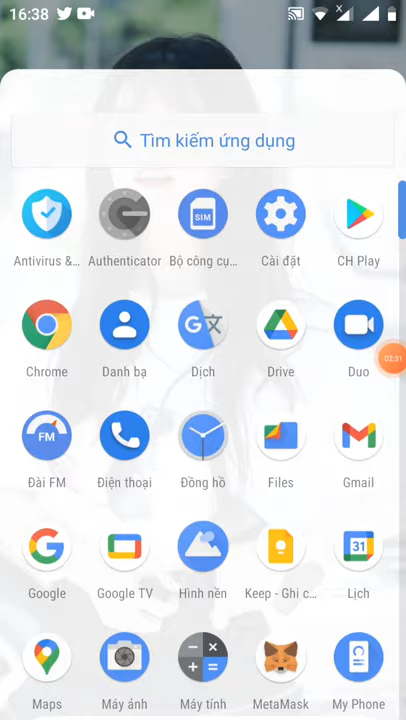 16:38
Tìm kiếm ứng dụng
SIM
Antivirus &... Authenticator Bộ công cụ... Cài đặt CH Play
G 文
Chrome Danh bạ Dịch Drive Duo
02:31
FM
Đài FM Điện thoại Đồng hồ Files Gmail
31
Google Google TV Hình nền Keep - Ghi c... Lịch
Maps Máy ảnh Máy tính MetaMask My Phone